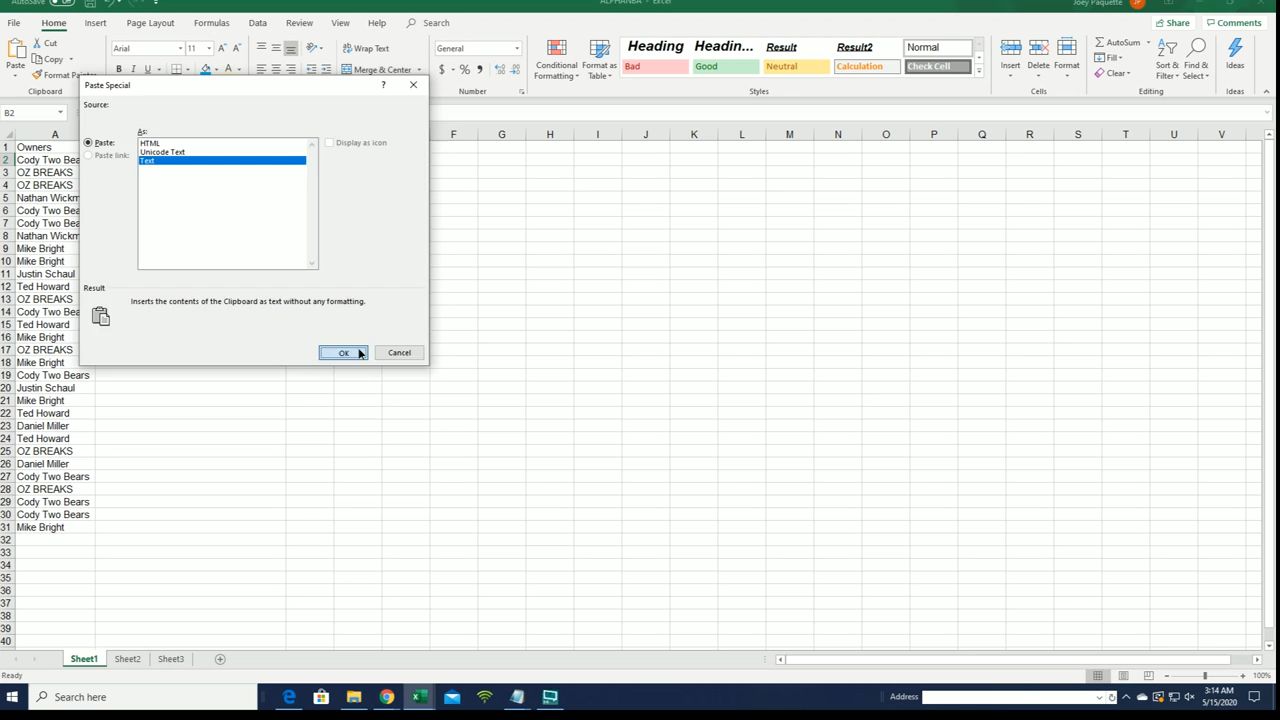 AutoSave
ALPHANBA - Excel
Joey Paquette
JP
File Home Insert Page Layout Formulas Data Review View Help Search Share Comments
Paste Cut Copy Format Painter
Arial 11 Wrap Text General
B I U Merge & Center $ % 9
Conditional Formatting Format as Table
Heading Headin... Result Result2 Normal
Bad Good Neutral Calculation Check Cell
Insert Delete Format
AutoSum Fill Clear
Sort & Filter Find & Select Ideas
Clipboard Number Styles Cells Editing Ideas
B2
Paste Special ?
Source:
As:
Paste:
Paste link:
HTML
Unicode Text
Text
Display as icon
Result
Inserts the contents of the Clipboard as text without any formatting.
OK Cancel
A F G H I J K L M N O P Q R S T U V
1 Owners
2 Cody Two Bea
3 OZ BREAKS
4 OZ BREAKS
5 Nathan Wickm
6 Cody Two Bea
7 Cody Two Bea
8 Nathan Wickm
9 Mike Bright
10 Mike Bright
11 Justin Schaul
12 Ted Howard
13 OZ BREAKS
14 Cody Two Bea
15 Ted Howard
16 Mike Bright
17 OZ BREAKS
18 Mike Bright
19 Cody Two Bears
20 Justin Schaul
21 Mike Bright
22 Ted Howard
23 Daniel Miller
24 Ted Howard
25 OZ BREAKS
26 Daniel Miller
27 Cody Two Bears
28 OZ BREAKS
29 Cody Two Bears
30 Cody Two Bears
31 Mike Bright
32
33
34
35
36
37
38
39
40
Sheet1 Sheet2 Sheet3
Ready 100%
Search here Address 3:14 AM
5/15/2020